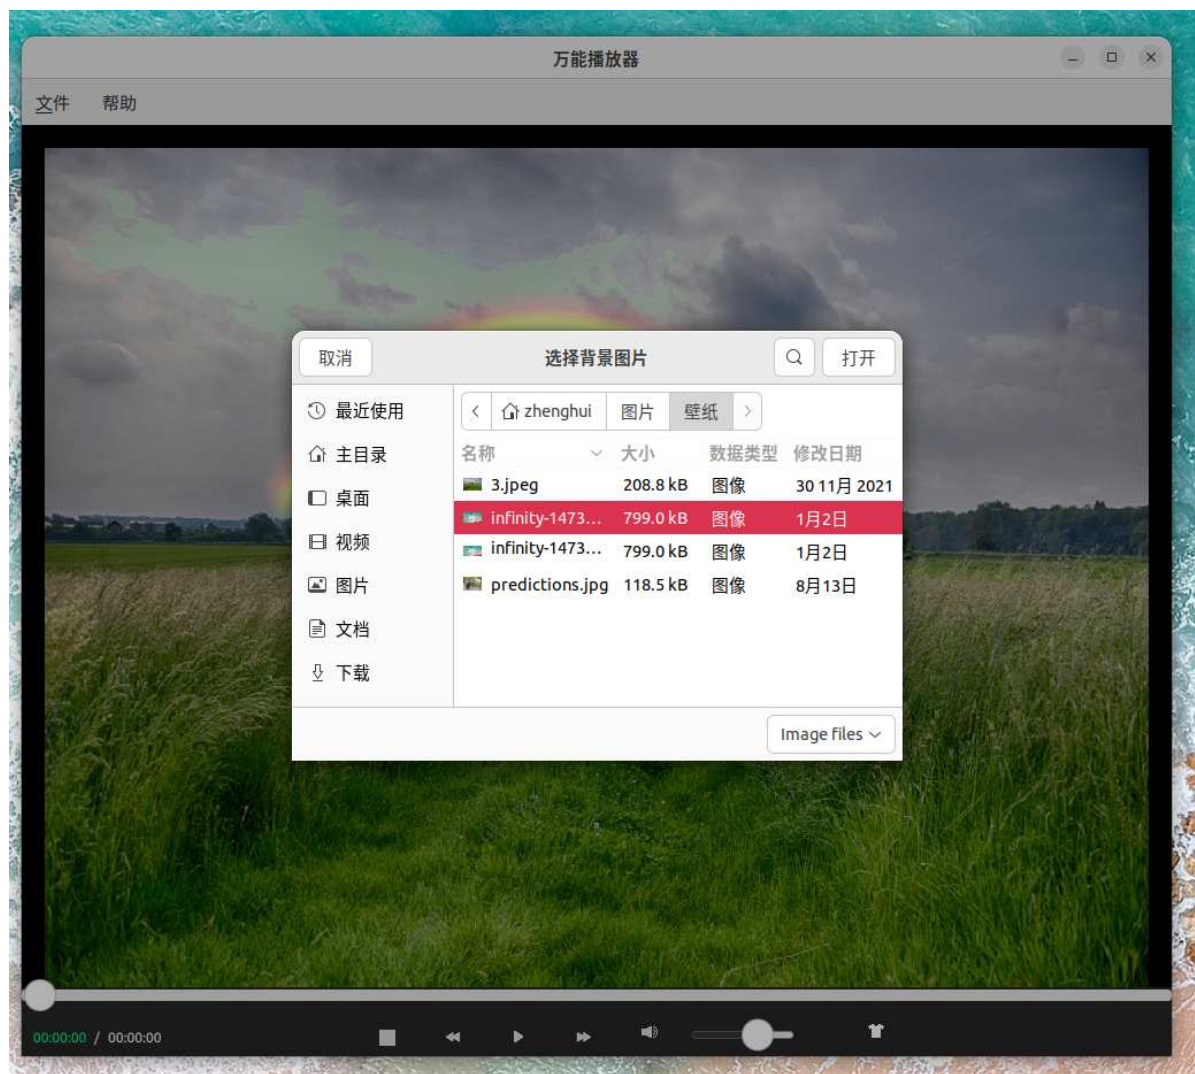 万能播放器
文件 帮助
取消 选择背景图片 打开
最近使用
主目录
桌面
视频
图片
文档
下载
zhenghui 图片 壁纸
名称 大小 数据类型 修改日期
3.jpeg 208.8 kB 图像 30 11月 2021
infinity-1473... 799.0 kB 图像 1月2日
infinity-1473... 799.0 kB 图像 1月2日
predictions.jpg 118.5 kB 图像 8月13日
Image files
00:00:00 / 00:00:00